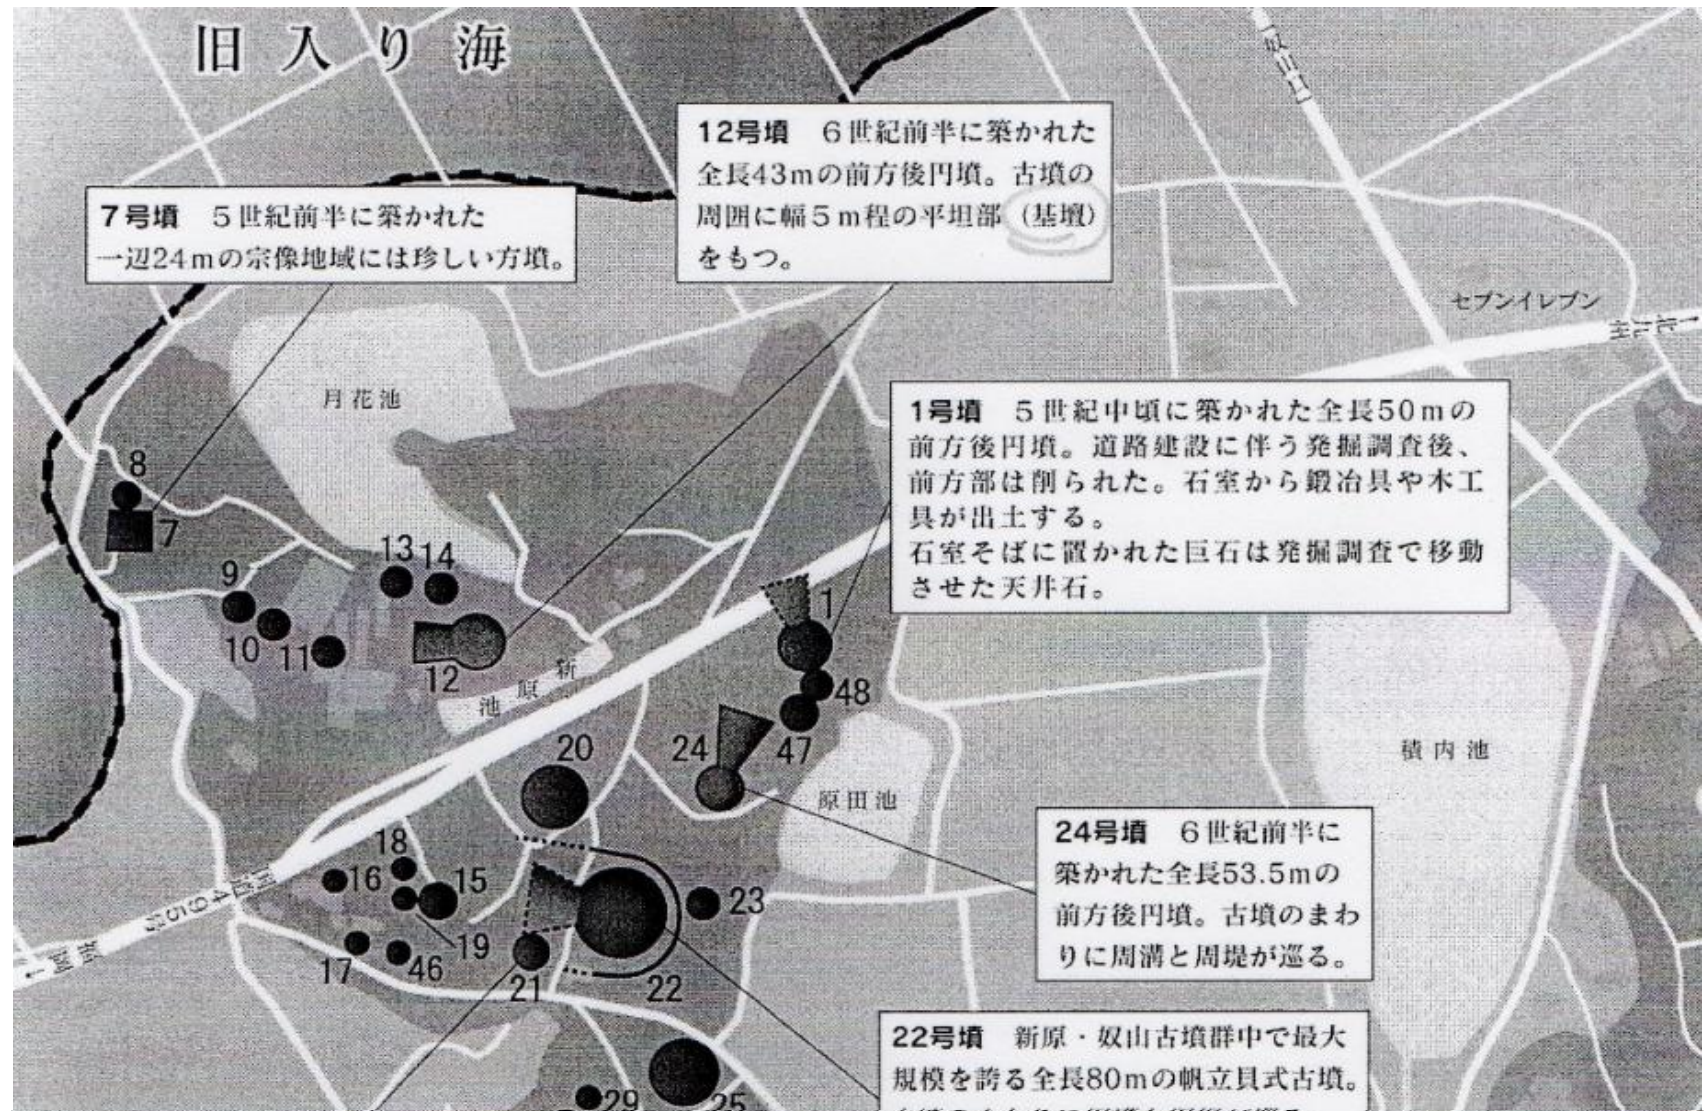 旧入り海
12号墳 6世紀前半に築かれた
全長43mの前方後円墳。古墳の
周囲に幅5m程の平坦部(基壇)
をもつ。
7号墳 5世紀前半に築かれた
一辺24mの宗像地域には珍しい方墳。
奴山宮
セブンイレブン
北九州
月花池
1号墳 5世紀中頃に築かれた全長50mの
前方後円墳。道路建設に伴う発掘調査後、
前方部は削られた。石室から鍛冶具や木工
具が出土する。
石室そばに置かれた巨石は発掘調査で移動
させた天井石。
8
7
13
14
9
10
11
12
1
新原池
48
47
24
20
原田池
積内池
24号墳 6世紀前半に
築かれた全長53.5mの
前方後円墳。古墳のまわ
りに周溝と周堤が巡る。
18
16
15
19
17
46
21
22
23
国道495号
福岡
22号墳 新原・奴山古墳群中で最大
規模を誇る全長80mの帆立貝式古墳。
29
25